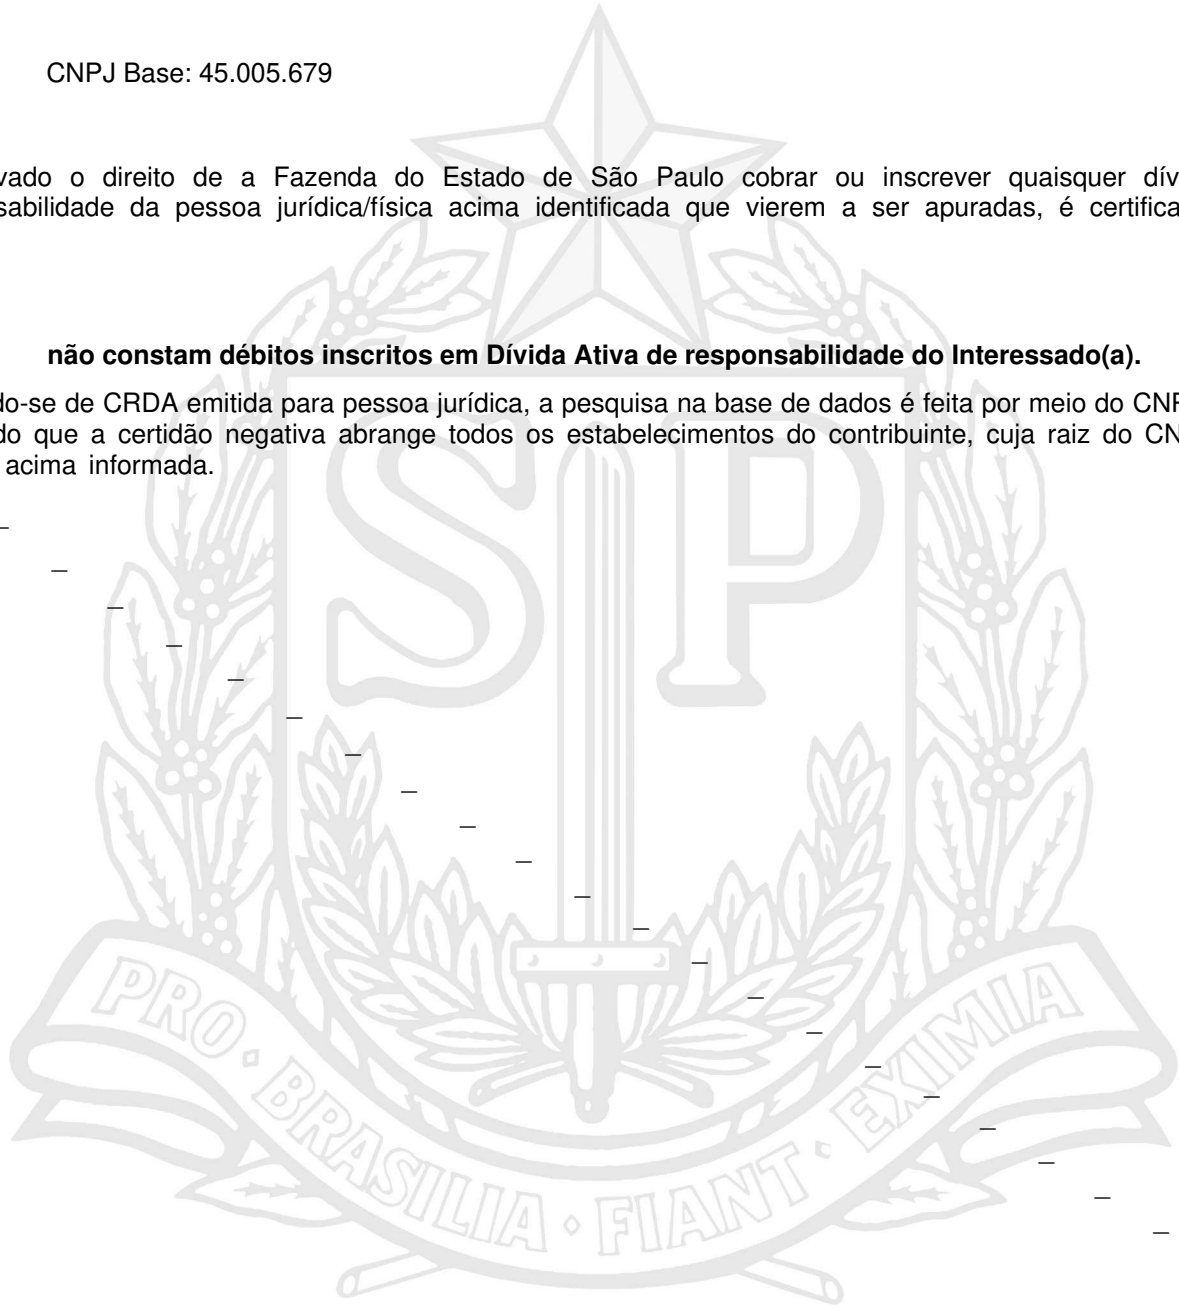 CNPJ Base: 45.005.679
vado o direito de a Fazenda do Estado de São Paulo cobrar ou inscrever quaisquer dív
sabilidade da pessoa jurídica/física acima identificada que vierem a ser apuradas, é certifica
não constam débitos inscritos em Dívida Ativa de responsabilidade do Interessado(a).
do-se de CRDA emitida para pessoa jurídica, a pesquisa na base de dados é feita por meio do CNP
do que a certidão negativa abrange todos os estabelecimentos do contribuinte, cuja raiz do CN
acima informada.
SP
PRO · BRASILIA · FIANT · EXIMIA